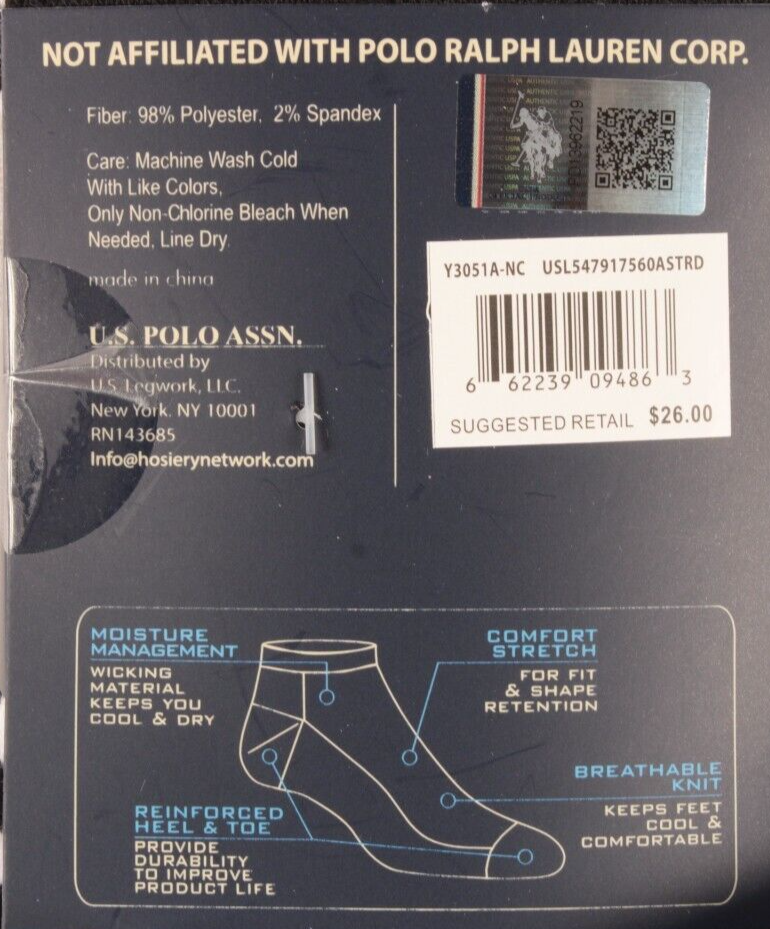 NOT AFFILIATED WITH POLO RALPH LAUREN CORP.
Fiber: 98% Polyester, 2% Spandex
Care: Machine Wash Cold
With Like Colors,
Only Non-Chlorine Bleach When
Needed, Line Dry.
made in china
U.S. POLO ASSN.
Distributed by
U.S. Legwork, LLC.
New York, NY 10001
RN143685
Info@hosierynetwork.com
Y3051A-NC USL547917560ASTRD
6 62239 09486 3
SUGGESTED RETAIL $26.00
MOISTURE
MANAGEMENT
WICKING
MATERIAL
KEEPS YOU
COOL & DRY
COMFORT
STRETCH
FOR FIT
& SHAPE
RETENTION
BREATHABLE
KNIT
KEEPS FEET
COOL &
COMFORTABLE
REINFORCED
HEEL & TOE
PROVIDE
DURABILITY
TO IMPROVE
PRODUCT LIFE